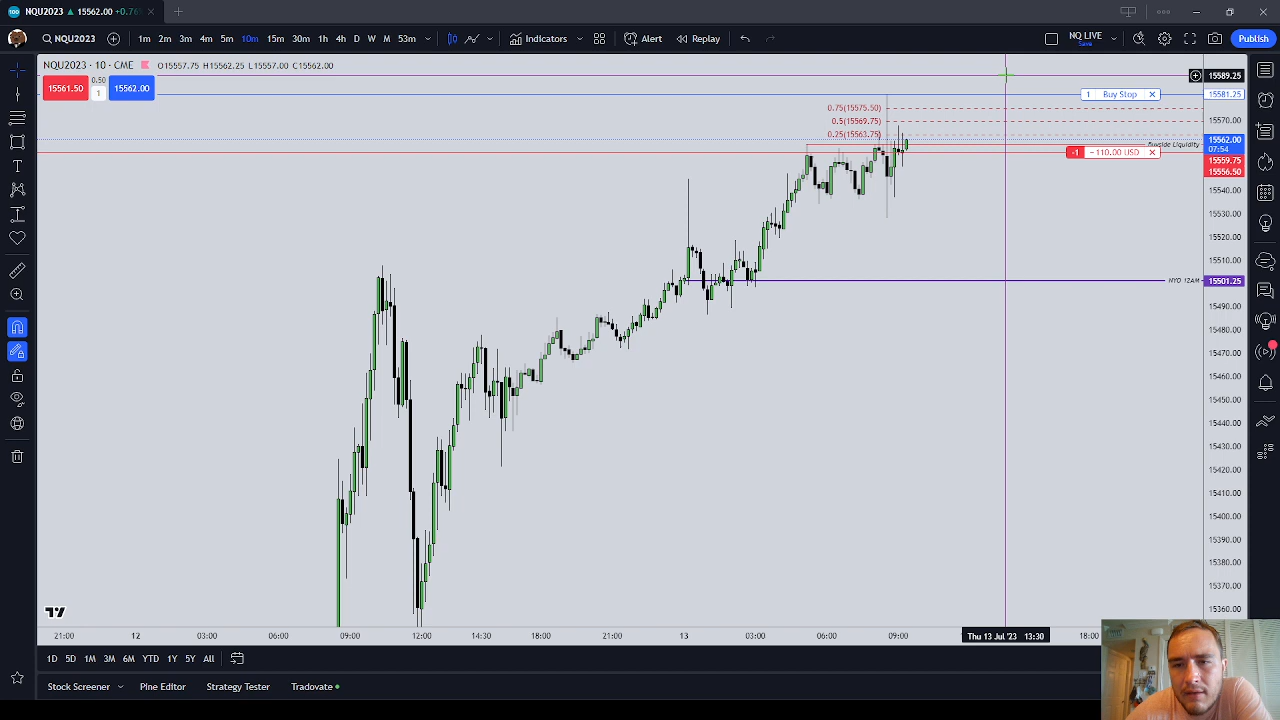 NQU2023 ▲ 15562.00 +0.76
NQU2023 1m 2m 3m 4m 5m 10m 15m 30m 1h 4h D W M 53m Indicators Alert Replay NQ LIVE Save Publish
NQU2023 · 10 · CME O15557.75 H15562.25 L15557.00 C15562.00
15561.50 0.50 1 15562.00
15589.25
1 Buy Stop 15581.25
0.75(15575.50)
0.5(15569.75) 15570.00
0.25(15563.75)
15562.00
07:54
Buyside Liquidity
-1 −110.00 USD
15559.75
15556.50
15540.00
15530.00
15520.00
15510.00
NYO 12AM 15501.25
15490.00
15480.00
15470.00
15460.00
15450.00
15440.00
15430.00
15420.00
15410.00
15400.00
15390.00
15380.00
15370.00
15360.00
21:00 12 03:00 06:00 09:00 12:00 14:30 18:00 21:00 13 03:00 06:00 09:00 Thu 13 Jul '23 13:30 18:00
1D 5D 1M 3M 6M YTD 1Y 5Y All
Stock Screener Pine Editor Strategy Tester Tradovate